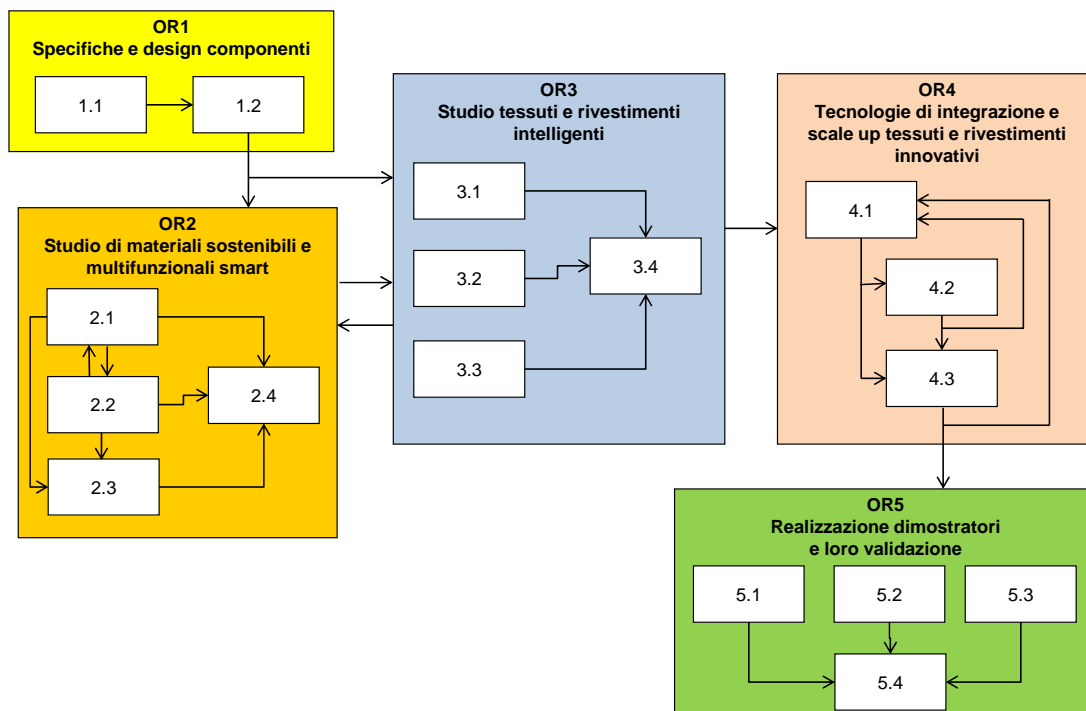 OR1
Specifiche e design componenti
1.1
1.2
OR2
Studio di materiali sostenibili e
multifunzionali smart
2.1
2.2
2.3
2.4
OR3
Studio tessuti e rivestimenti
intelligenti
3.1
3.2
3.3
3.4
OR4
Tecnologie di integrazione e
scale up tessuti e rivestimenti
innovativi
4.1
4.2
4.3
OR5
Realizzazione dimostratori
e loro validazione
5.1
5.2
5.3
5.4